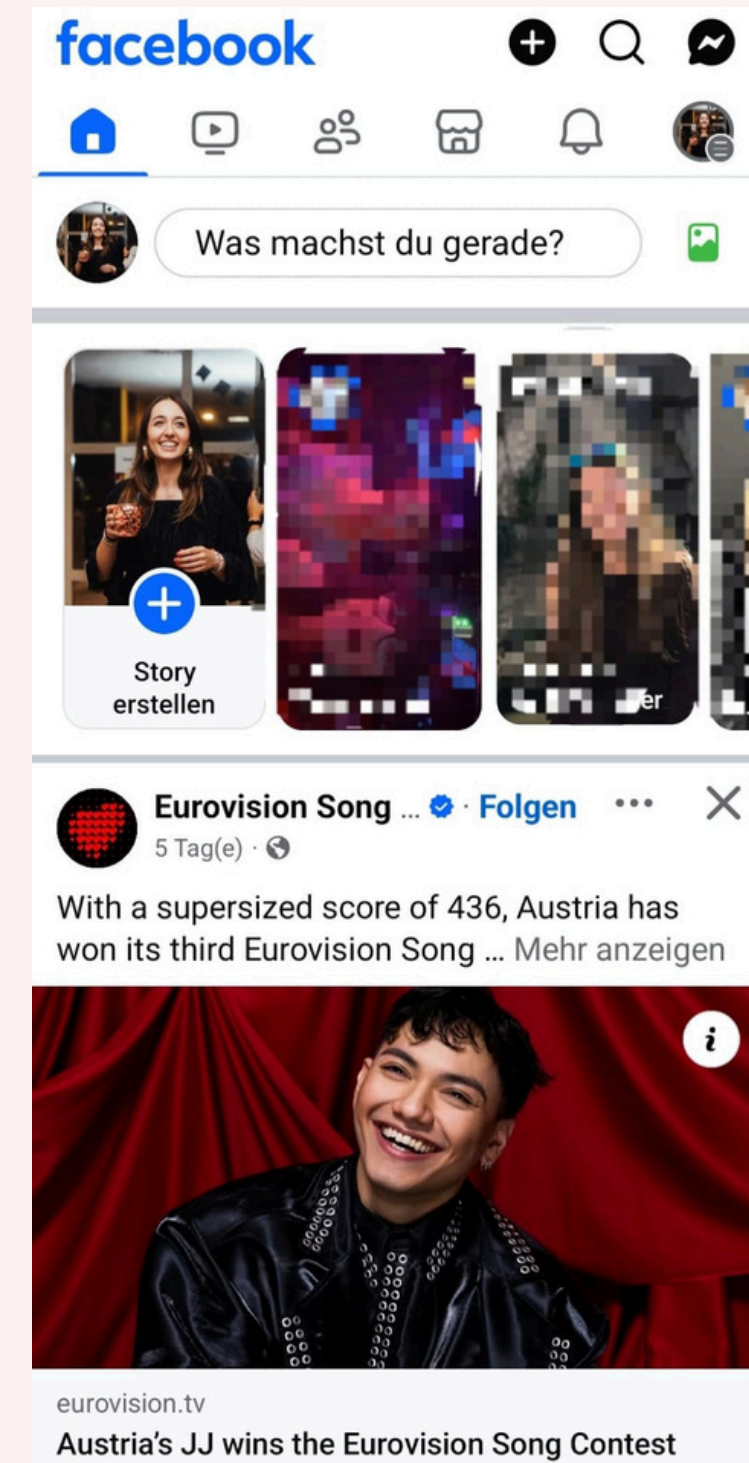 facebook
Was machst du gerade?
Story
erstellen
er
Eurovision Song ... · Folgen
5 Tag(e) ·
With a supersized score of 436, Austria has
won its third Eurovision Song ... Mehr anzeigen
i
eurovision.tv
Austria's JJ wins the Eurovision Song Contest